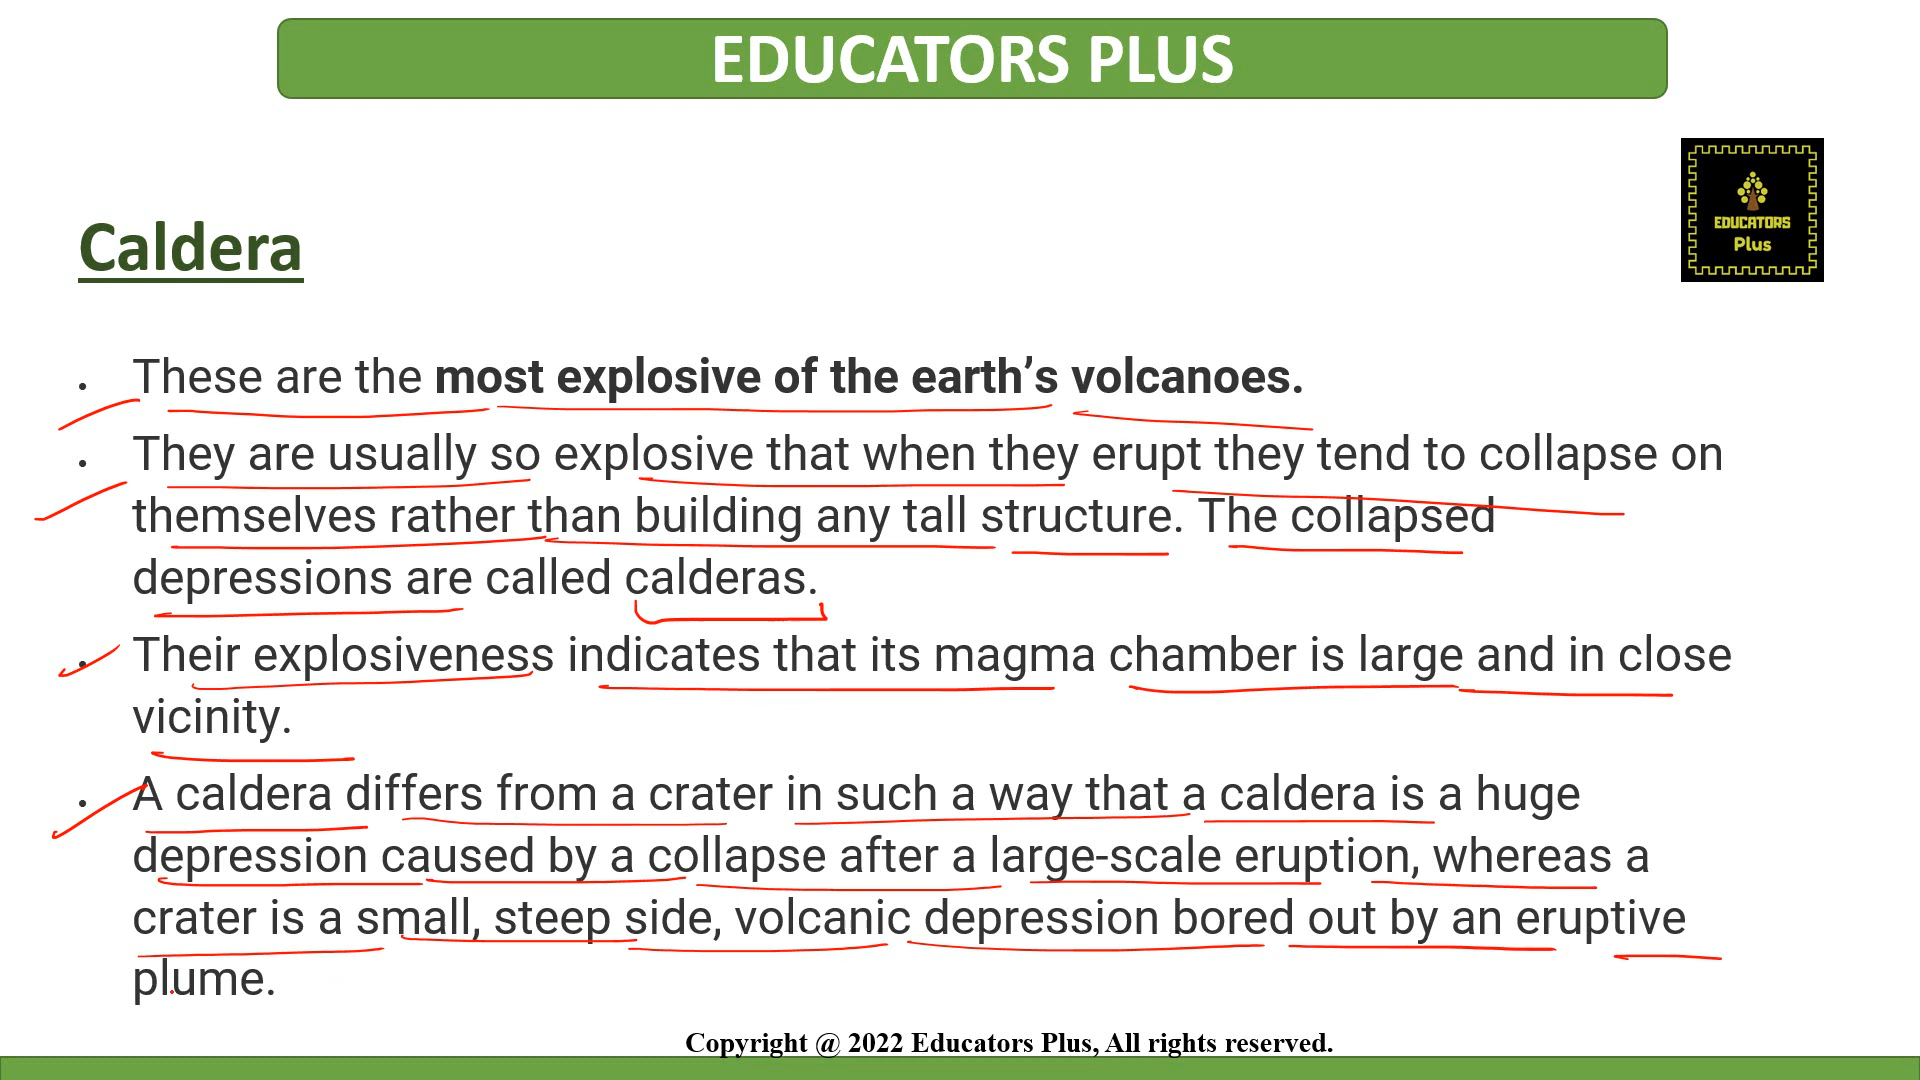 EDUCATORS PLUS
EDUCATORS
Plus
Caldera
• These are the most explosive of the earth’s volcanoes.
• They are usually so explosive that when they erupt they tend to collapse on
themselves rather than building any tall structure. The collapsed
depressions are called calderas.
• Their explosiveness indicates that its magma chamber is large and in close
vicinity.
• A caldera differs from a crater in such a way that a caldera is a huge
depression caused by a collapse after a large-scale eruption, whereas a
crater is a small, steep side, volcanic depression bored out by an eruptive
plume.
Copyright @ 2022 Educators Plus, All rights reserved.